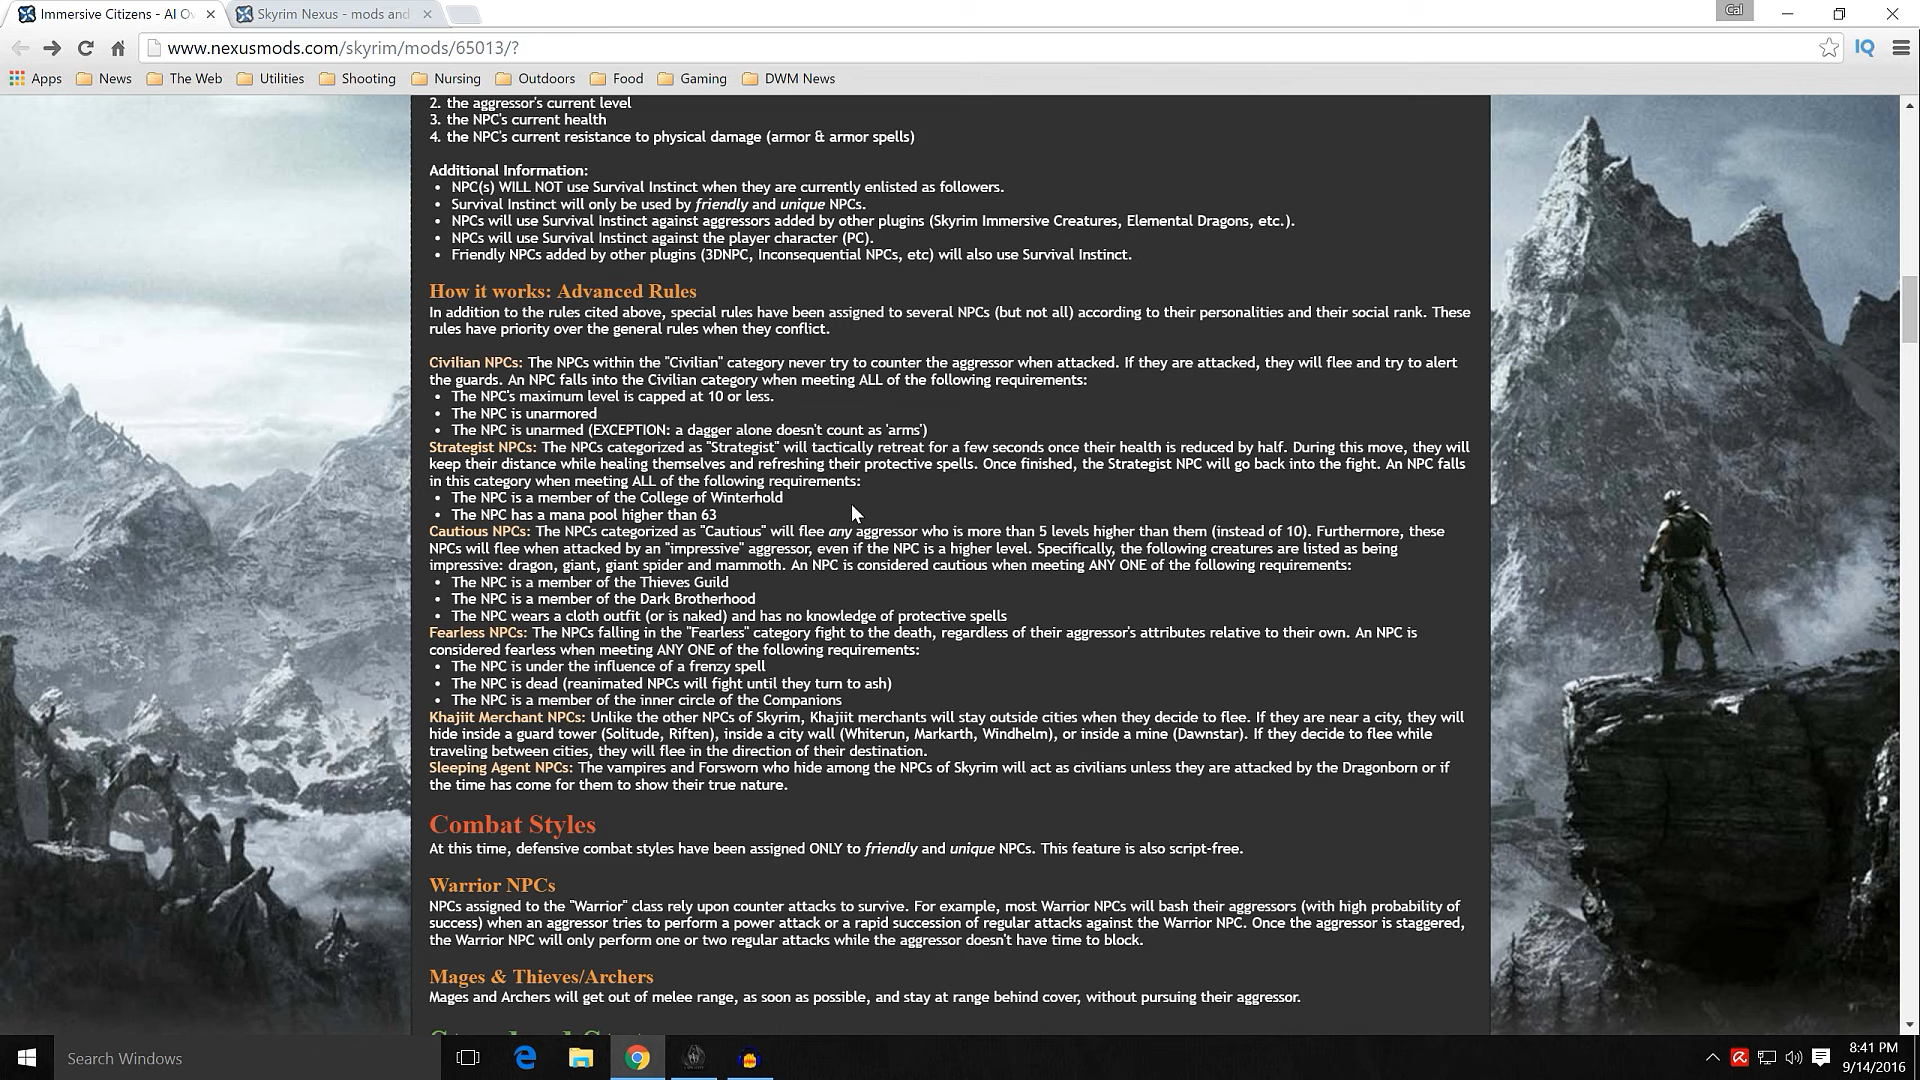 Immersive Citizens - AI Ov
Skyrim Nexus - mods and
Cal
www.nexusmods.com/skyrim/mods/65013/?
IQ
Apps News The Web Utilities Shooting Nursing Outdoors Food Gaming DWM News
2. the aggressor's current level
3. the NPC's current health
4. the NPC's current resistance to physical damage (armor & armor spells)
Additional Information:
• NPC(s) WILL NOT use Survival Instinct when they are currently enlisted as followers.
• Survival Instinct will only be used by friendly and unique NPCs.
• NPCs will use Survival Instinct against aggressors added by other plugins (Skyrim Immersive Creatures, Elemental Dragons, etc.).
• NPCs will use Survival Instinct against the player character (PC).
• Friendly NPCs added by other plugins (3DNPC, Inconsequential NPCs, etc) will also use Survival Instinct.
How it works: Advanced Rules
In addition to the rules cited above, special rules have been assigned to several NPCs (but not all) according to their personalities and their social rank. These
rules have priority over the general rules when they conflict.
Civilian NPCs: The NPCs within the "Civilian" category never try to counter the aggressor when attacked. If they are attacked, they will flee and try to alert
the guards. An NPC falls into the Civilian category when meeting ALL of the following requirements:
• The NPC's maximum level is capped at 10 or less.
• The NPC is unarmored
• The NPC is unarmed (EXCEPTION: a dagger alone doesn't count as 'arms')
Strategist NPCs: The NPCs categorized as "Strategist" will tactically retreat for a few seconds once their health is reduced by half. During this move, they will
keep their distance while healing themselves and refreshing their protective spells. Once finished, the Strategist NPC will go back into the fight. An NPC falls
in this category when meeting ALL of the following requirements:
• The NPC is a member of the College of Winterhold
• The NPC has a mana pool higher than 63
Cautious NPCs: The NPCs categorized as "Cautious" will flee any aggressor who is more than 5 levels higher than them (instead of 10). Furthermore, these
NPCs will flee when attacked by an "impressive" aggressor, even if the NPC is a higher level. Specifically, the following creatures are listed as being
impressive: dragon, giant, giant spider and mammoth. An NPC is considered cautious when meeting ANY ONE of the following requirements:
• The NPC is a member of the Thieves Guild
• The NPC is a member of the Dark Brotherhood
• The NPC wears a cloth outfit (or is naked) and has no knowledge of protective spells
Fearless NPCs: The NPCs falling in the "Fearless" category fight to the death, regardless of their aggressor's attributes relative to their own. An NPC is
considered fearless when meeting ANY ONE of the following requirements:
• The NPC is under the influence of a frenzy spell
• The NPC is dead (reanimated NPCs will fight until they turn to ash)
• The NPC is a member of the inner circle of the Companions
Khajiit Merchant NPCs: Unlike the other NPCs of Skyrim, Khajiit merchants will stay outside cities when they decide to flee. If they are near a city, they will
hide inside a guard tower (Solitude, Riften), inside a city wall (Whiterun, Markarth, Windhelm), or inside a mine (Dawnstar). If they decide to flee while
traveling between cities, they will flee in the direction of their destination.
Sleeping Agent NPCs: The vampires and Forsworn who hide among the NPCs of Skyrim will act as civilians unless they are attacked by the Dragonborn or if
the time has come for them to show their true nature.
Combat Styles
At this time, defensive combat styles have been assigned ONLY to friendly and unique NPCs. This feature is also script-free.
Warrior NPCs
NPCs assigned to the "Warrior" class rely upon counter attacks to survive. For example, most Warrior NPCs will bash their aggressors (with high probability of
success) when an aggressor tries to perform a power attack or a rapid succession of regular attacks against the Warrior NPC. Once the aggressor is staggered,
the Warrior NPC will only perform one or two regular attacks while the aggressor doesn't have time to block.
Mages & Thieves/Archers
Mages and Archers will get out of melee range, as soon as possible, and stay at range behind cover, without pursuing their aggressor.
Search Windows
8:41 PM
9/14/2016